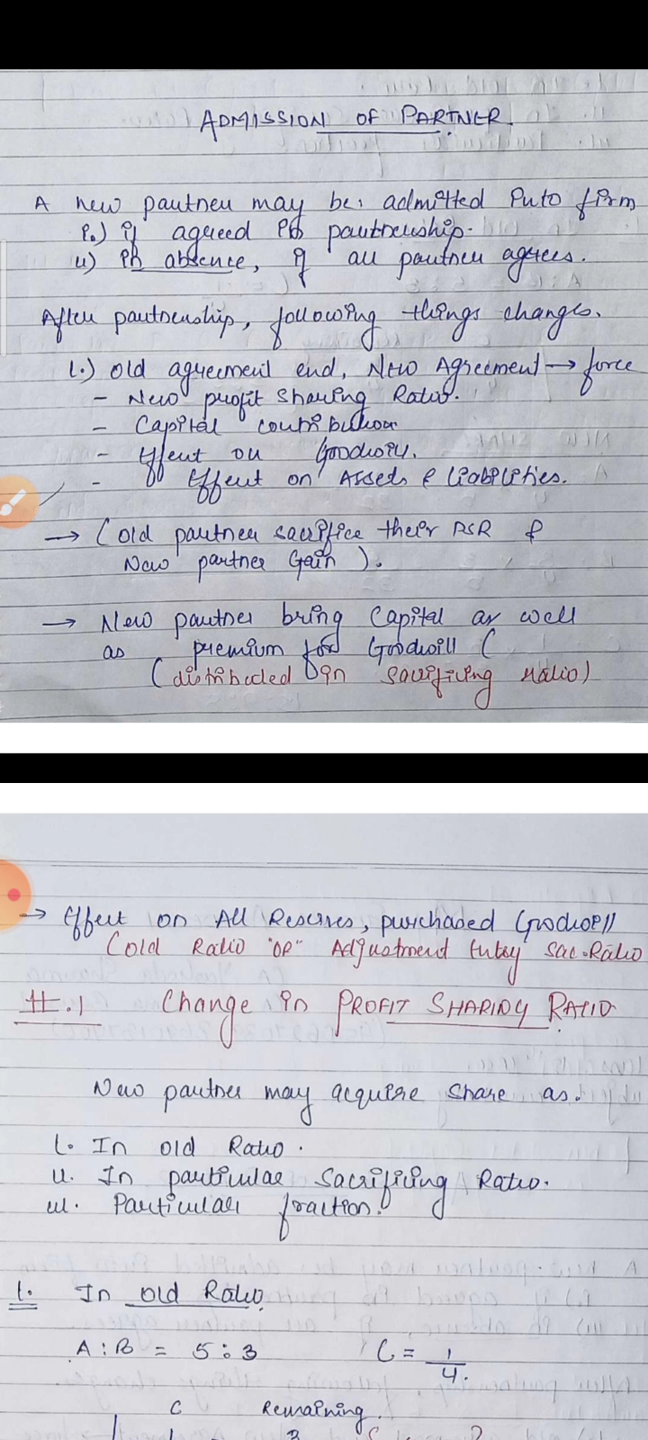 ADMISSION OF PARTNER.
A new partner may be admitted into firm
i.) if agreed in partnership.
ii) in absence, if all partner agrees.
After partnership, following things changes.
1.) Old agreement end, New Agreement → force
- New profit sharing Ratio.
- Capital contribution
- Effect on Goodwill.
- Effect on Assets & Liabilities.
→ (Old partner sacrifice their PSR &
New partner Gain).
→ New partner bring Capital as well
as premium for Goodwill (
(distributed in sacrificing ratio)
→ Effect on All Reserves, purchased Goodwill
(Old Ratio "OR" Adjustment Entry Sac. Ratio
#.1 Change in PROFIT SHARING RATIO
New partner may acquire share as.
i. In old Ratio.
ii. In particular Sacrificing Ratio.
iii. Particular fraction.
1. In old Ratio
A:B = 5:3 C = 1/4.
C Remaining